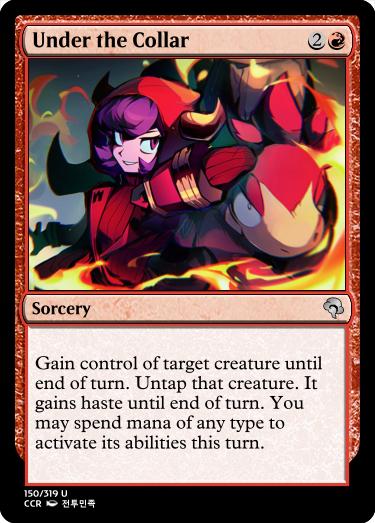 Under the Collar 2
Sorcery
Gain control of target creature until
end of turn. Untap that creature. It
gains haste until end of turn. You
may spend mana of any type to
activate its abilities this turn.
150/319 U
CCR 전투민족